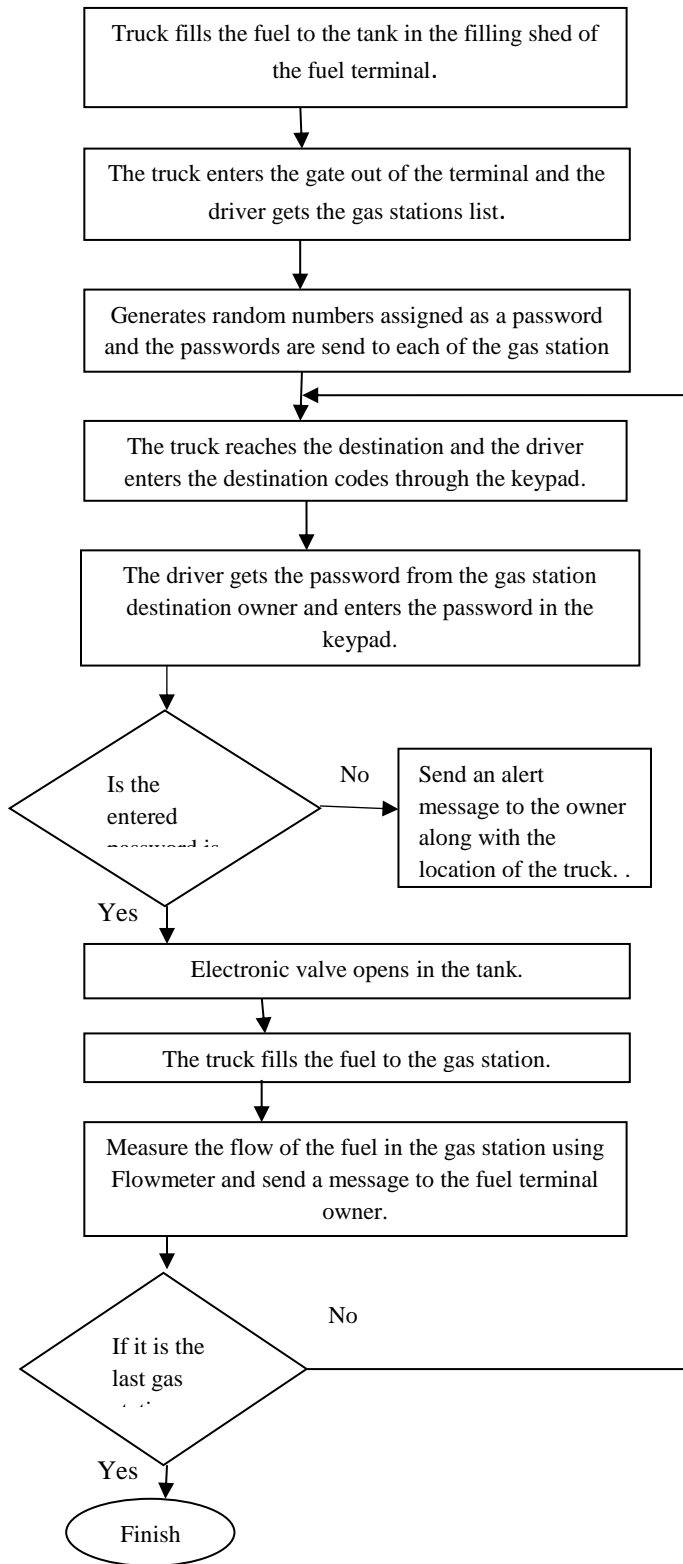 Truck fills the fuel to the tank in the filling shed of
the fuel terminal.
The truck enters the gate out of the terminal and the
driver gets the gas stations list.
Generates random numbers assigned as a password
and the passwords are send to each of the gas station
The truck reaches the destination and the driver
enters the destination codes through the keypad.
The driver gets the password from the gas station
destination owner and enters the password in the
keypad.
Is the
entered
password is
No
Send an alert
message to the owner
along with the
location of the truck. .
Yes
Electronic valve opens in the tank.
The truck fills the fuel to the gas station.
Measure the flow of the fuel in the gas station using
Flowmeter and send a message to the fuel terminal
owner.
No
If it is the
last gas
Yes
Finish